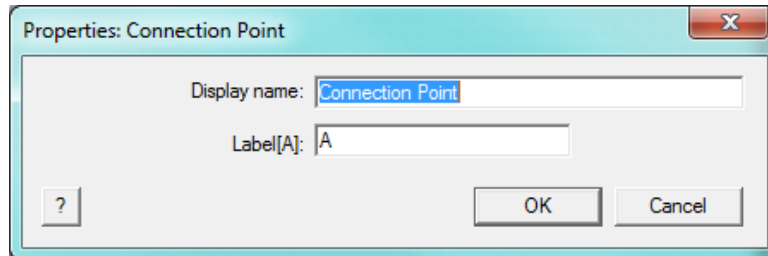 Properties: Connection Point
Display name: Connection Point
Label[A]: A
? OK Cancel